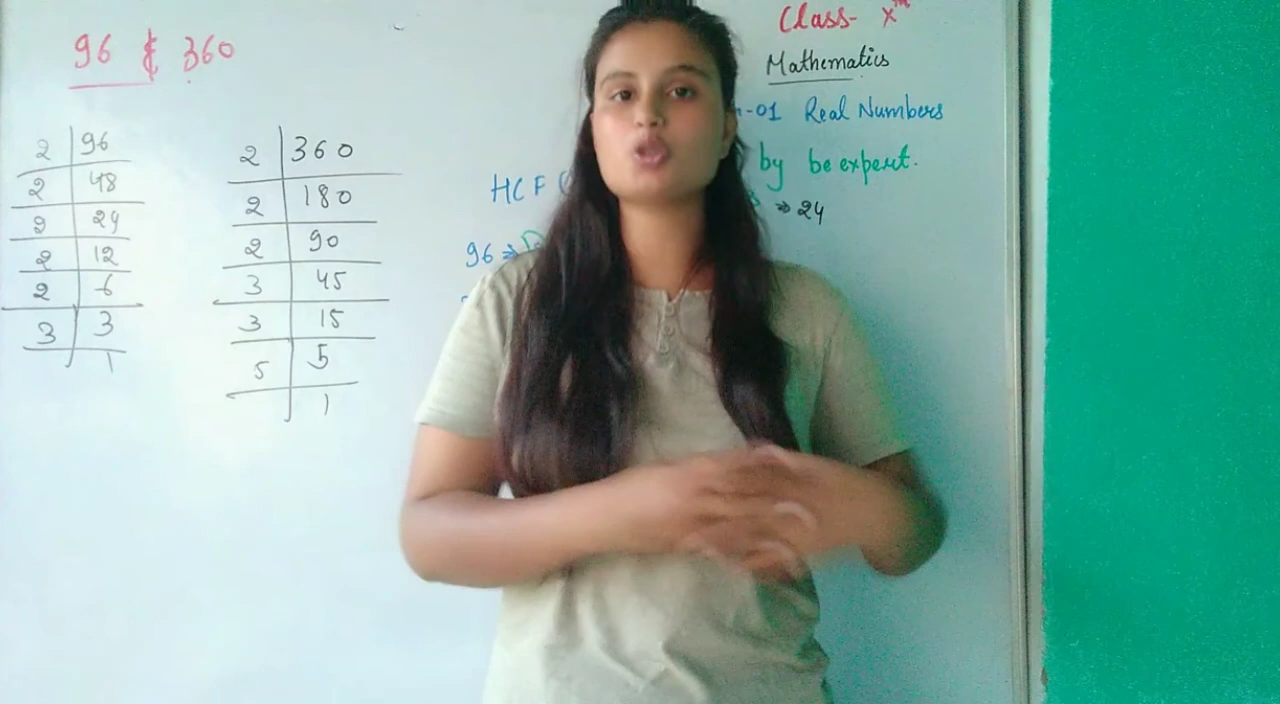 96 & 360
2 | 96
2 | 48
2 | 24
2 | 12
2 | 6
3 | 3
1
2 | 360
2 | 180
2 | 90
3 | 45
3 | 15
5 | 5
1
Class- Xth
Mathematics
-01 Real Numbers
by be expert.
HCF (
⇒ 24
96 ⇒